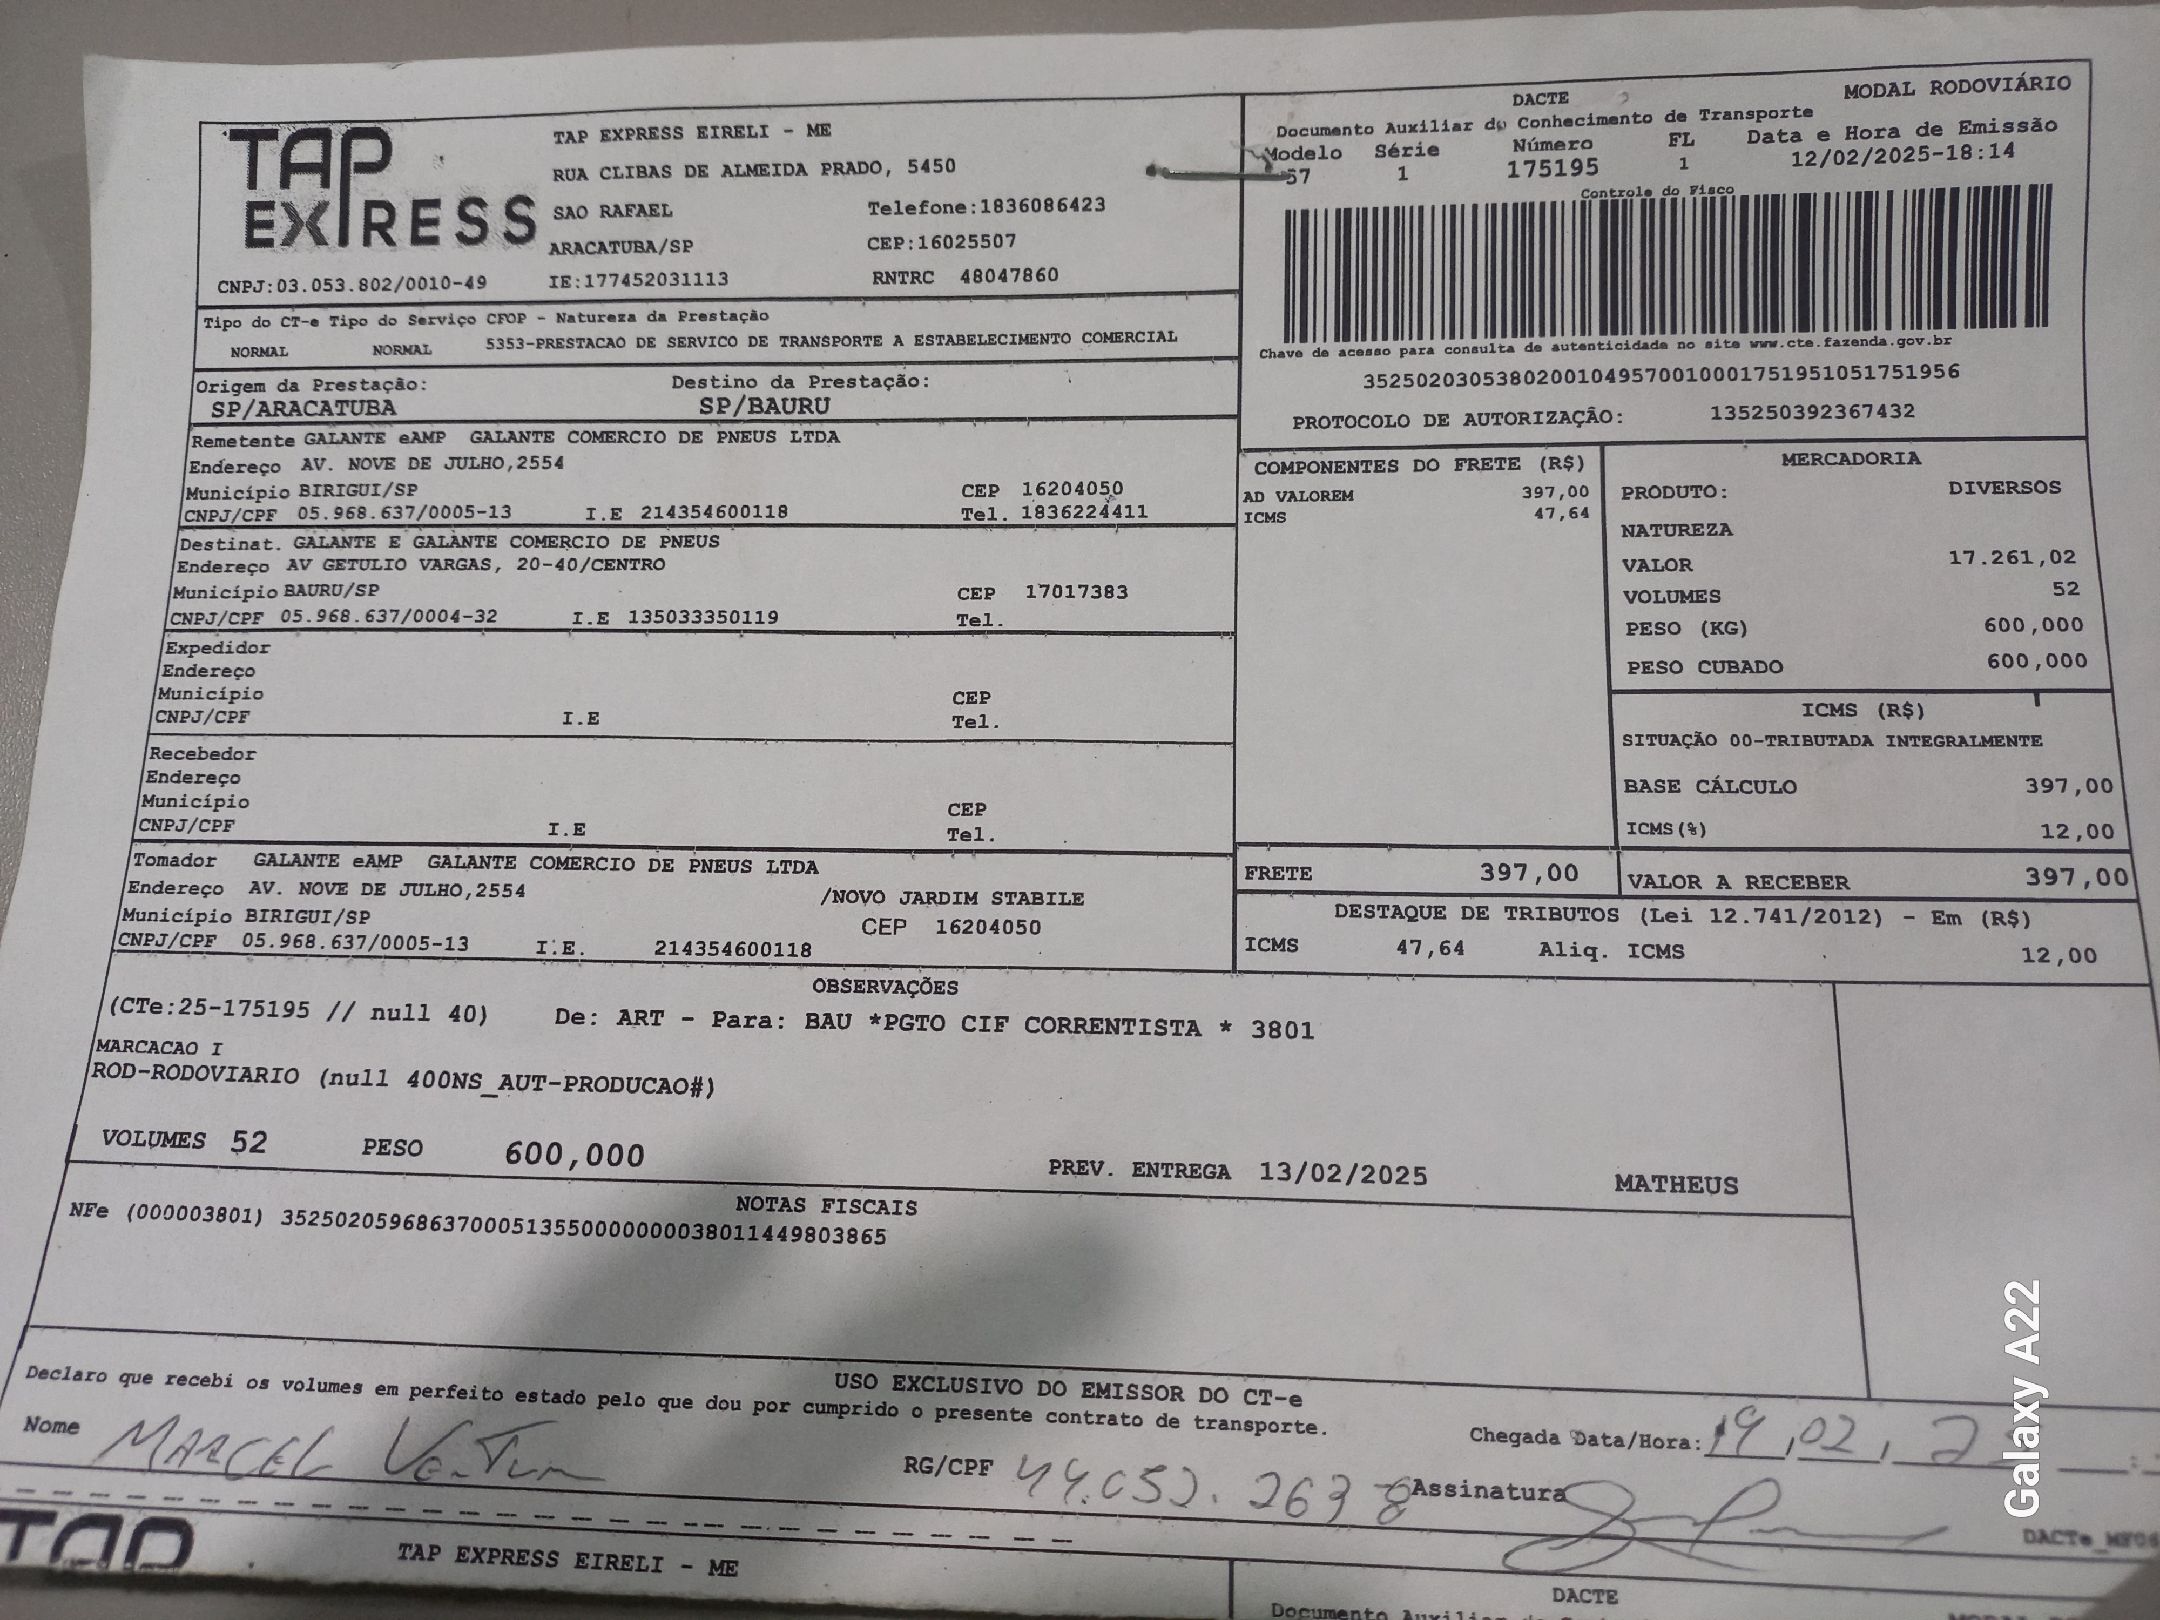 TAP EXPRESS
TAP EXPRESS EIRELI - ME
RUA CLIBAS DE ALMEIDA PRADO, 5450
SAO RAFAEL Telefone:1836086423
ARACATUBA/SP CEP:16025507
CNPJ:03.053.802/0010-49 IE:177452031113 RNTRC 48047860
DACTE MODAL RODOVIÁRIO
Documento Auxiliar do Conhecimento de Transporte
Modelo Série Número FL Data e Hora de Emissão
57 1 175195 1 12/02/2025-18:14
Controle do Fisco
Chave de acesso para consulta de autenticidade no site www.cte.fazenda.gov.br
35250203053802001049570010001751951051751956
PROTOCOLO DE AUTORIZAÇÃO: 135250392367432
Tipo do CT-e Tipo do Serviço CFOP - Natureza da Prestação
NORMAL NORMAL 5353-PRESTACAO DE SERVICO DE TRANSPORTE A ESTABELECIMENTO COMERCIAL
Origem da Prestação: Destino da Prestação:
SP/ARACATUBA SP/BAURU
Remetente GALANTE eAMP GALANTE COMERCIO DE PNEUS LTDA
Endereço AV. NOVE DE JULHO,2554
Município BIRIGUI/SP CEP 16204050
CNPJ/CPF 05.968.637/0005-13 I.E 214354600118 Tel. 1836224411
Destinat. GALANTE E GALANTE COMERCIO DE PNEUS
Endereço AV GETULIO VARGAS, 20-40/CENTRO
Município BAURU/SP CEP 17017383
CNPJ/CPF 05.968.637/0004-32 I.E 135033350119 Tel.
Expedidor
Endereço
Município CEP
CNPJ/CPF I.E Tel.
Recebedor
Endereço
Município CEP
CNPJ/CPF I.E Tel.
Tomador GALANTE eAMP GALANTE COMERCIO DE PNEUS LTDA
Endereço AV. NOVE DE JULHO,2554 /NOVO JARDIM STABILE
Município BIRIGUI/SP CEP 16204050
CNPJ/CPF 05.968.637/0005-13 I.E. 214354600118
COMPONENTES DO FRETE (R$)
AD VALOREM 397,00
ICMS 47,64
MERCADORIA
PRODUTO: DIVERSOS
NATUREZA
VALOR 17.261,02
VOLUMES 52
PESO (KG) 600,000
PESO CUBADO 600,000
ICMS (R$)
SITUAÇÃO 00-TRIBUTADA INTEGRALMENTE
BASE CÁLCULO 397,00
ICMS(%) 12,00
FRETE 397,00 VALOR A RECEBER 397,00
DESTAQUE DE TRIBUTOS (Lei 12.741/2012) - Em (R$)
ICMS 47,64 Aliq. ICMS 12,00
OBSERVAÇÕES
(CTe:25-175195 // null 40) De: ART - Para: BAU *PGTO CIF CORRENTISTA * 3801
MARCACAO I
ROD-RODOVIARIO (null 400NS_AUT-PRODUCAO#)
VOLUMES 52 PESO 600,000 PREV. ENTREGA 13/02/2025 MATHEUS
NOTAS FISCAIS
NFe (000003801) 35250205968637000513550000000038011449803865
USO EXCLUSIVO DO EMISSOR DO CT-e
Declaro que recebi os volumes em perfeito estado pelo que dou por cumprido o presente contrato de transporte.
Chegada Data/Hora: 19,02,2
Nome MARCEL RG/CPF 44.052.263 8 Assinatura
TAP
TAP EXPRESS EIRELI - ME
DACTE
Galaxy A22